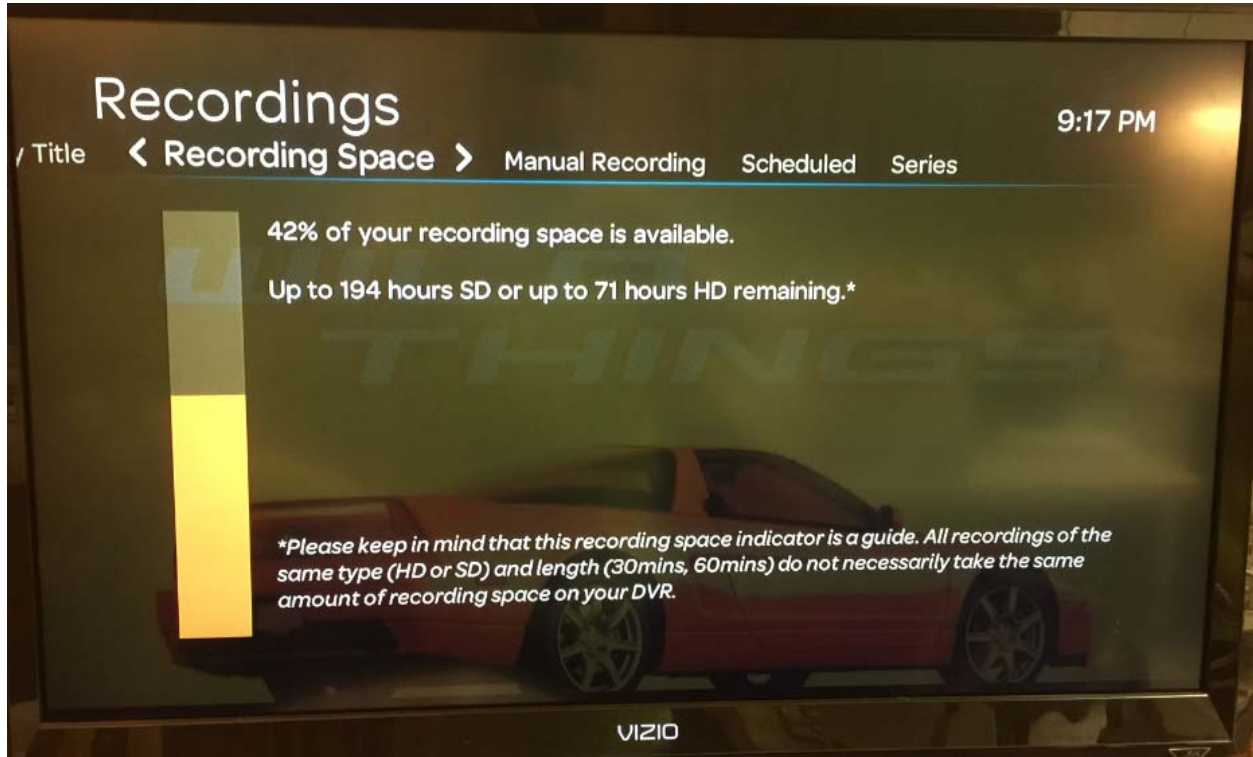 Recordings
9:17 PM
y Title < Recording Space > Manual Recording Scheduled Series
42% of your recording space is available.
Up to 194 hours SD or up to 71 hours HD remaining.*
THINGS
*Please keep in mind that this recording space indicator is a guide. All recordings of the
same type (HD or SD) and length (30mins, 60mins) do not necessarily take the same
amount of recording space on your DVR.
VIZIO